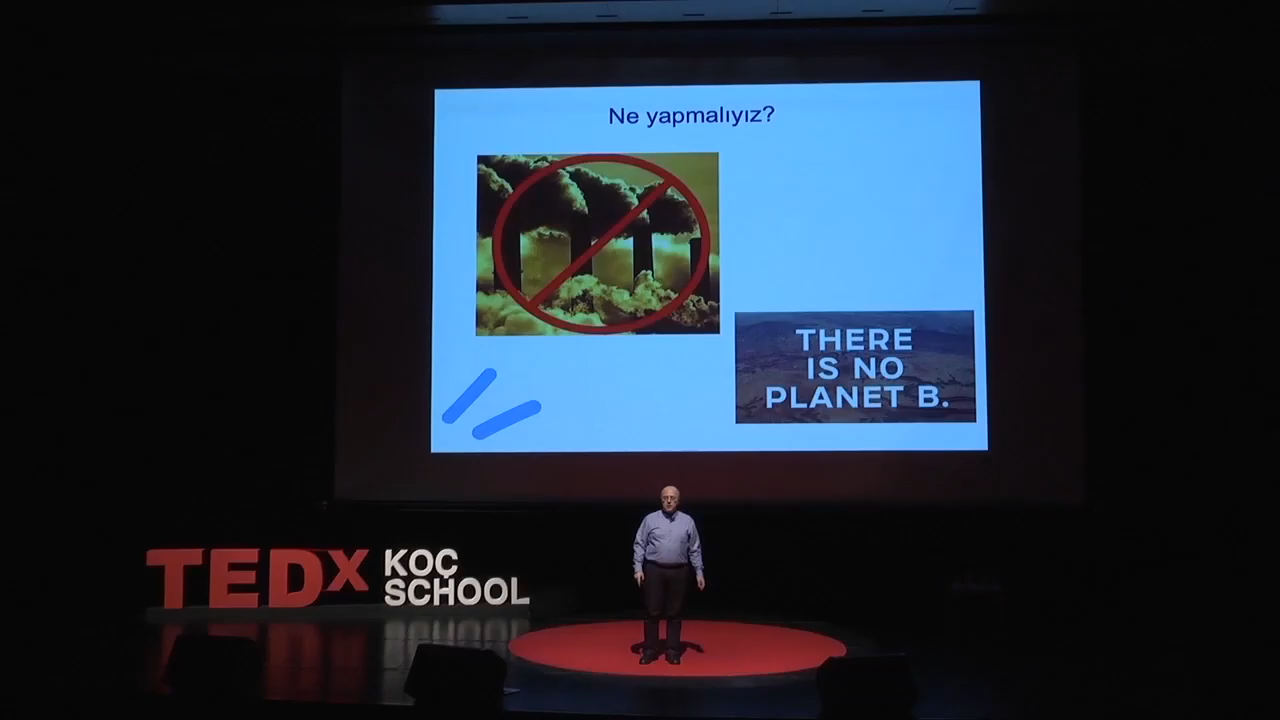 Ne yapmalıyız?
THERE
IS NO
PLANET B.
TEDx KOÇ
SCHOOL